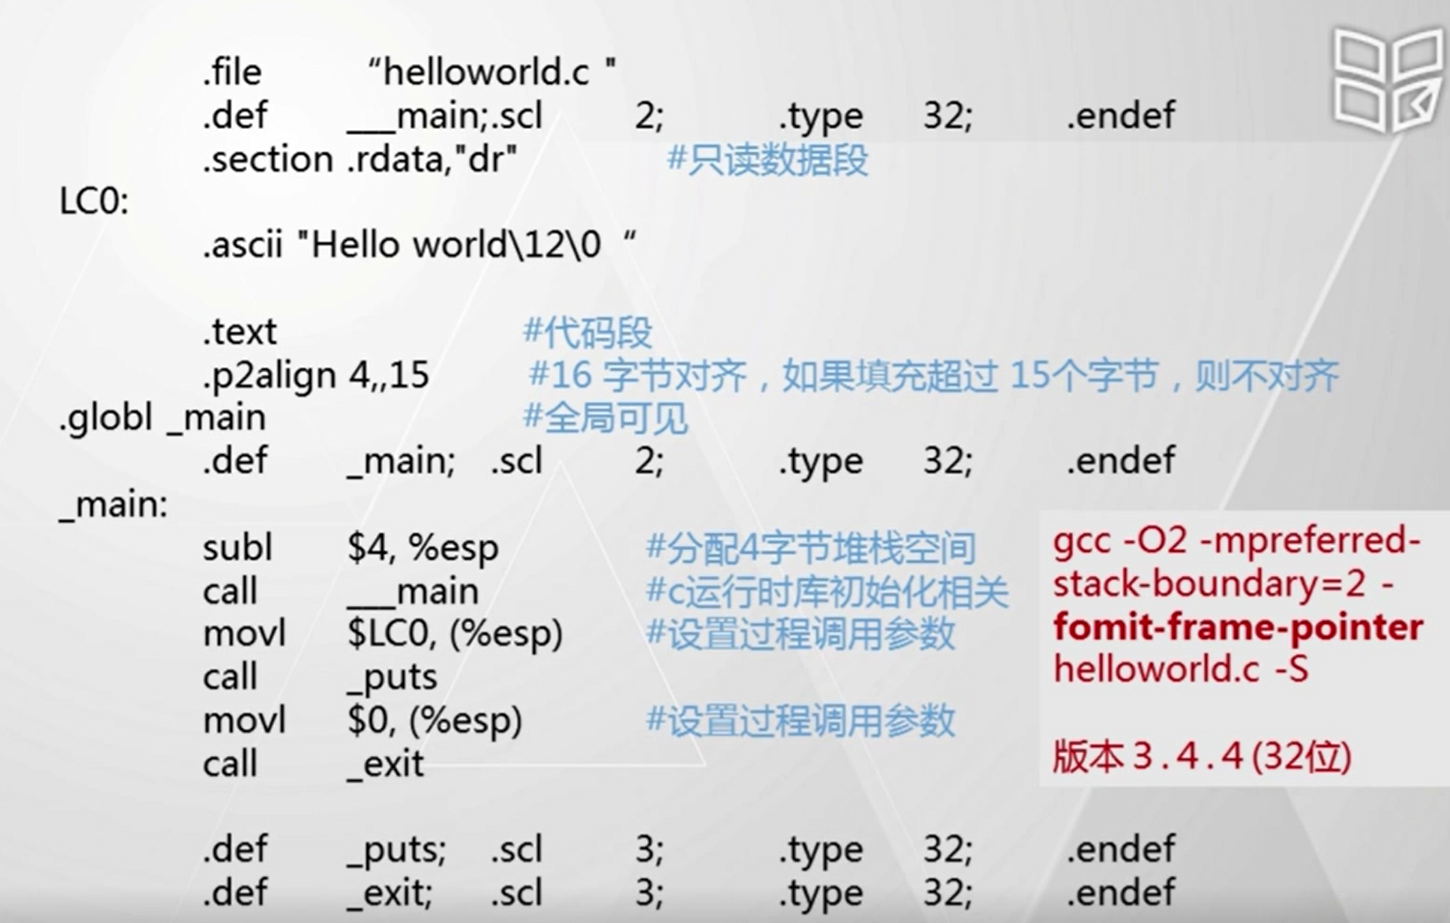 .file “helloworld.c "
.def ___main;.scl 2; .type 32; .endef
.section .rdata,"dr" #只读数据段
LC0:
.ascii "Hello world\12\0 “
.text #代码段
.p2align 4,,15 #16 字节对齐，如果填充超过 15个字节，则不对齐
.globl _main #全局可见
.def _main; .scl 2; .type 32; .endef
_main:
subl $4, %esp #分配4字节堆栈空间
call ___main #c运行时库初始化相关
movl $LC0, (%esp) #设置过程调用参数
call _puts
movl $0, (%esp) #设置过程调用参数
call _exit
.def _puts; .scl 3; .type 32; .endef
.def _exit; .scl 3; .type 32; .endef
gcc -O2 -mpreferred-
stack-boundary=2 -
fomit-frame-pointer
helloworld.c -S
版本 3 . 4 . 4 (32位)